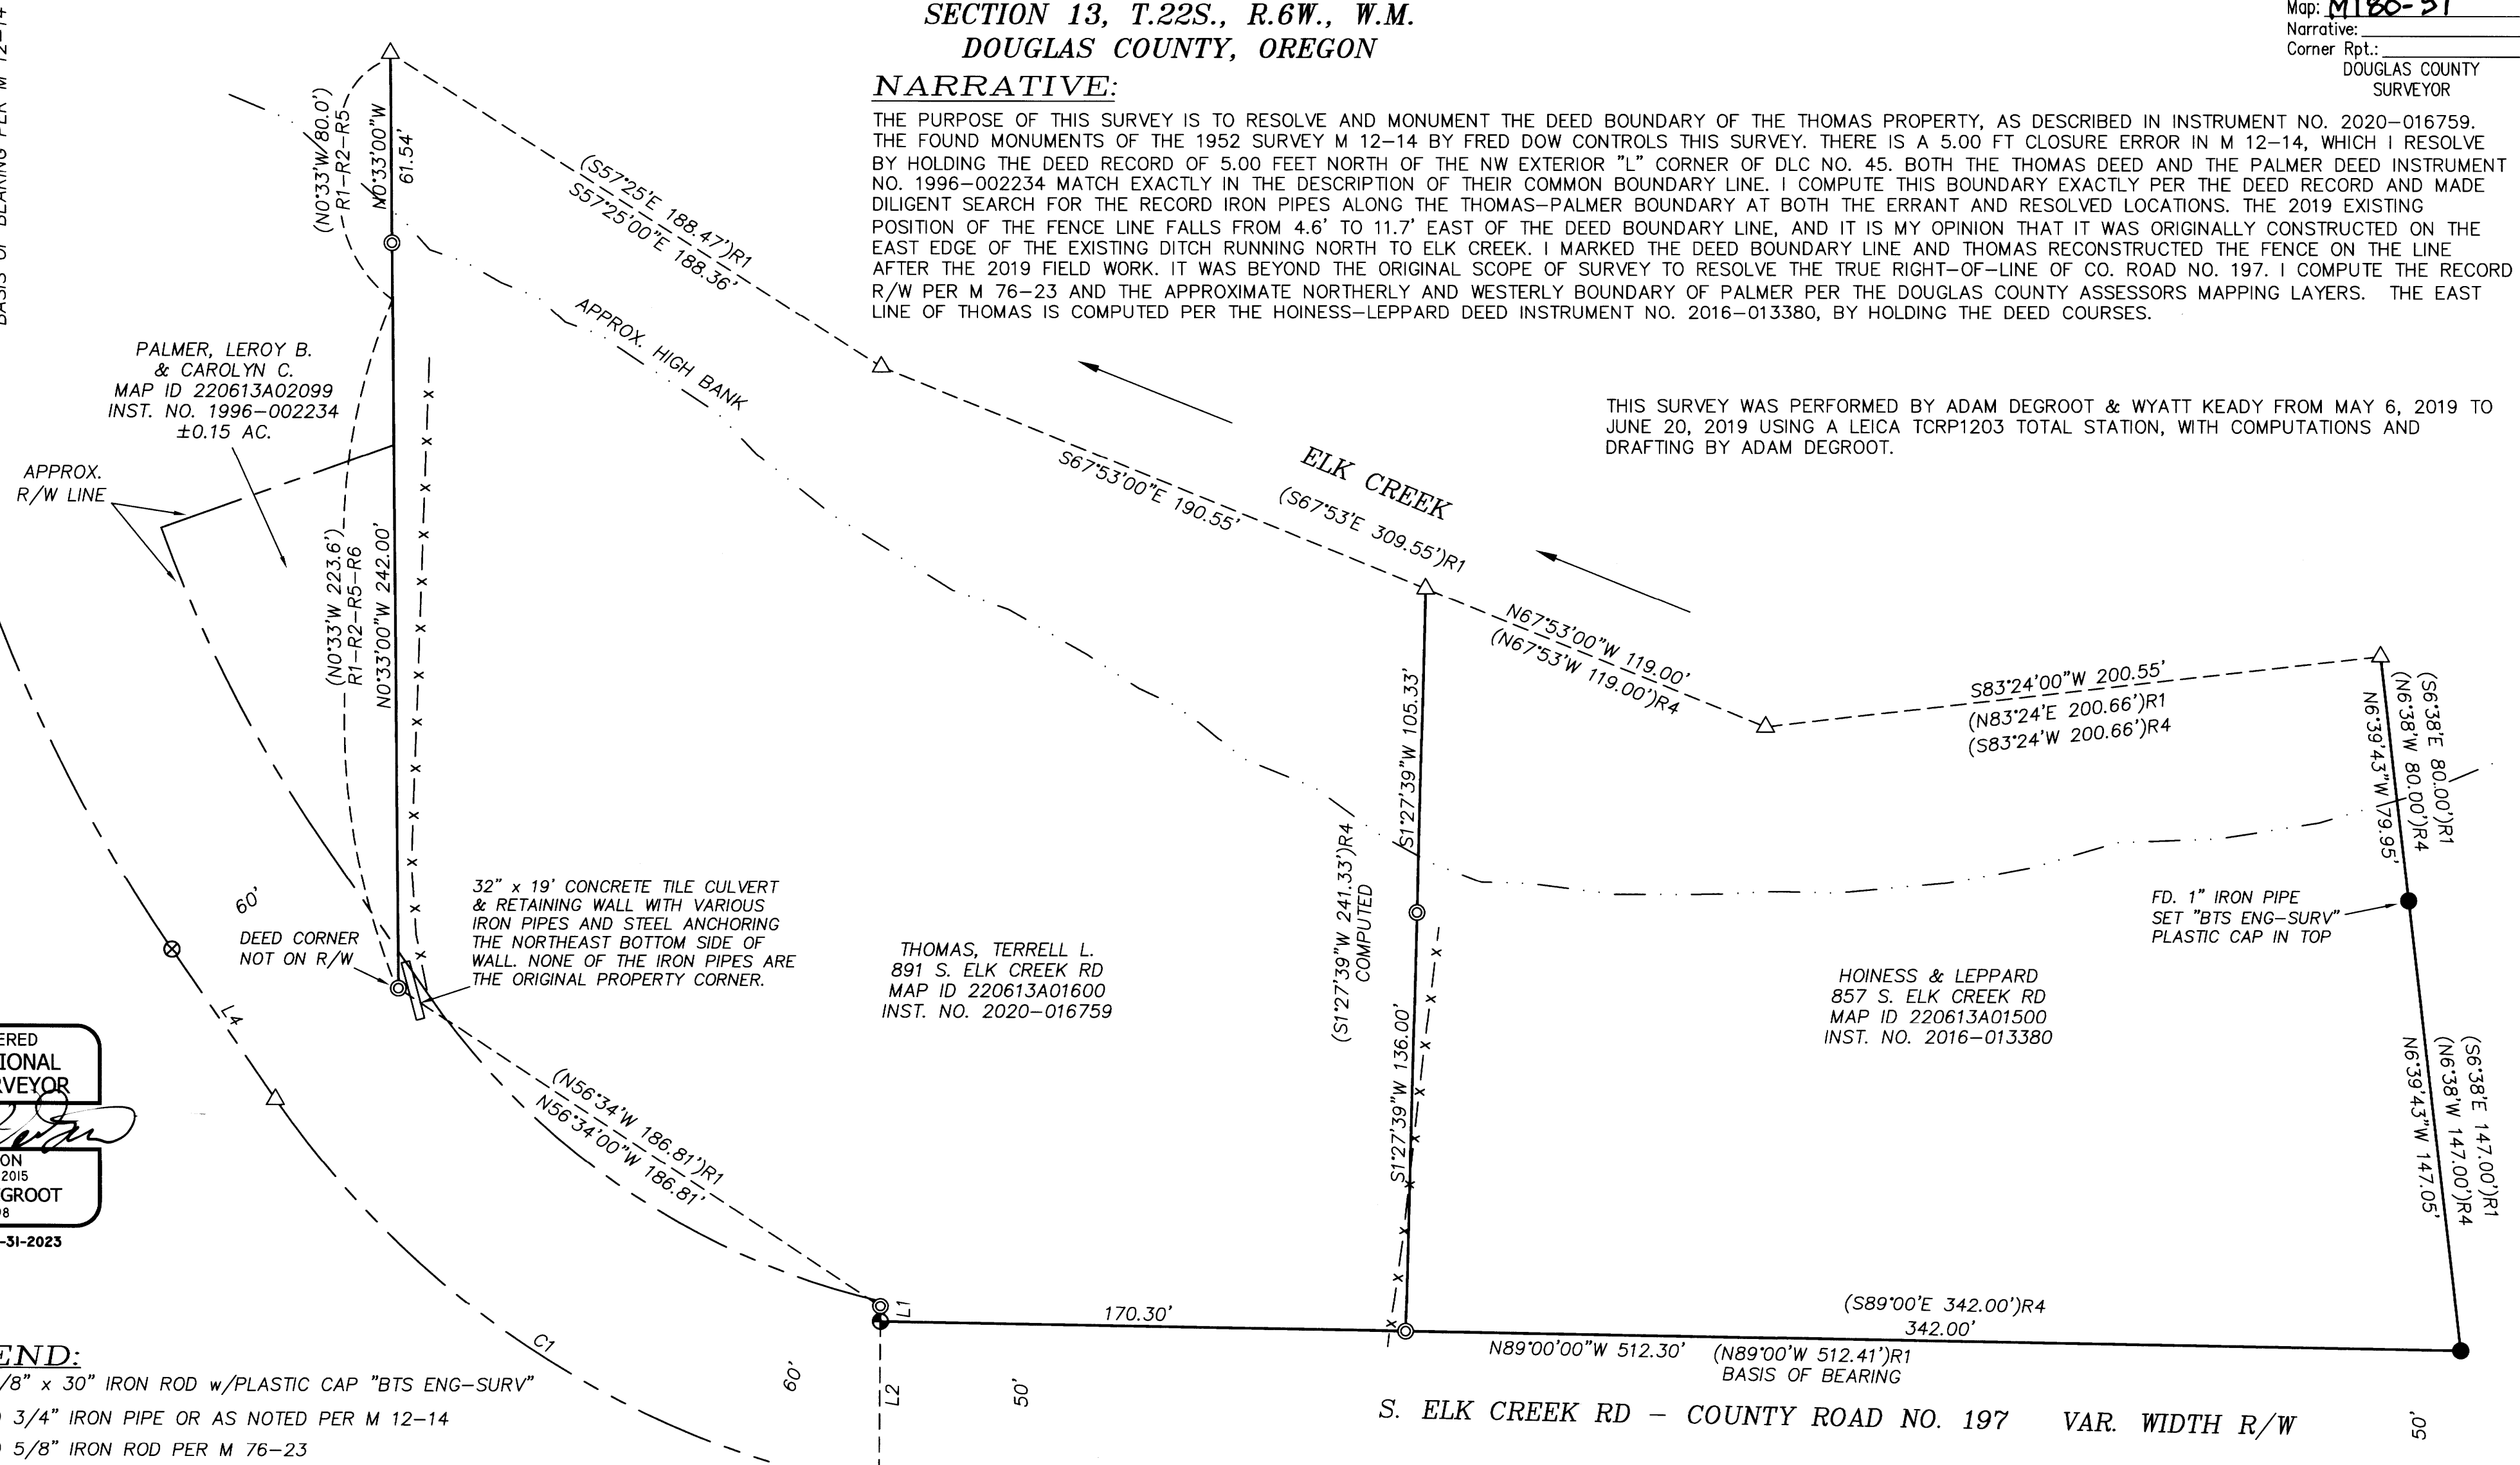 SECTION 13, T.22S., R.6W., W.M.
DOUGLAS COUNTY, OREGON
Map: M180-51
Narrative:
Corner Rpt.:
DOUGLAS COUNTY
SURVEYOR
BASIS OF BEARING PER M 12-14
NARRATIVE:
THE PURPOSE OF THIS SURVEY IS TO RESOLVE AND MONUMENT THE DEED BOUNDARY OF THE THOMAS PROPERTY, AS DESCRIBED IN INSTRUMENT NO. 2020-016759.
THE FOUND MONUMENTS OF THE 1952 SURVEY M 12-14 BY FRED DOW CONTROLS THIS SURVEY. THERE IS A 5.00 FT CLOSURE ERROR IN M 12-14, WHICH I RESOLVE
BY HOLDING THE DEED RECORD OF 5.00 FEET NORTH OF THE NW EXTERIOR "L" CORNER OF DLC NO. 45. BOTH THE THOMAS DEED AND THE PALMER DEED INSTRUMENT
NO. 1996-002234 MATCH EXACTLY IN THE DESCRIPTION OF THEIR COMMON BOUNDARY LINE. I COMPUTE THIS BOUNDARY EXACTLY PER THE DEED RECORD AND MADE
DILIGENT SEARCH FOR THE RECORD IRON PIPES ALONG THE THOMAS-PALMER BOUNDARY AT BOTH THE ERRANT AND RESOLVED LOCATIONS. THE 2019 EXISTING
POSITION OF THE FENCE LINE FALLS FROM 4.6' TO 11.7' EAST OF THE DEED BOUNDARY LINE, AND IT IS MY OPINION THAT IT WAS ORIGINALLY CONSTRUCTED ON THE
EAST EDGE OF THE EXISTING DITCH RUNNING NORTH TO ELK CREEK. I MARKED THE DEED BOUNDARY LINE AND THOMAS RECONSTRUCTED THE FENCE ON THE LINE
AFTER THE 2019 FIELD WORK. IT WAS BEYOND THE ORIGINAL SCOPE OF SURVEY TO RESOLVE THE TRUE RIGHT-OF-LINE OF CO. ROAD NO. 197. I COMPUTE THE RECORD
R/W PER M 76-23 AND THE APPROXIMATE NORTHERLY AND WESTERLY BOUNDARY OF PALMER PER THE DOUGLAS COUNTY ASSESSORS MAPPING LAYERS. THE EAST
LINE OF THOMAS IS COMPUTED PER THE HOINESS-LEPPARD DEED INSTRUMENT NO. 2016-013380, BY HOLDING THE DEED COURSES.
THIS SURVEY WAS PERFORMED BY ADAM DEGROOT & WYATT KEADY FROM MAY 6, 2019 TO
JUNE 20, 2019 USING A LEICA TCRP1203 TOTAL STATION, WITH COMPUTATIONS AND
DRAFTING BY ADAM DEGROOT.
(N0°33'W 80.0')
R1-R2-R5
N0°33'00"W
61.54'
(S57°25'E 188.47')R1
S57°25'00"E 188.36'
APPROX. HIGH BANK
PALMER, LEROY B.
& CAROLYN C.
MAP ID 220613A02099
INST. NO. 1996-002234
±0.15 AC.
APPROX.
R/W LINE
(N0°33'W 223.6')
R1-R2-R5-R6
N0°33'00"W 242.00'
S67°53'00"E 190.55'
ELK CREEK
(S67°53'E 309.55')R1
N67°53'00"W 119.00'
(N67°53'W 119.00')R4
S83°24'00"W 200.55'
(N83°24'E 200.66')R1
(S83°24'W 200.66')R4
(S6°38'E 80.00')R1
(N6°38'W 80.00')R4
N6°39'43"W 79.95'
S1°27'39"W 105.33'
(S1°27'39"W 241.33')R4
COMPUTED
S1°27'39"W 136.00'
FD. 1" IRON PIPE
SET "BTS ENG-SURV"
PLASTIC CAP IN TOP
60'
DEED CORNER
NOT ON R/W
32" x 19' CONCRETE TILE CULVERT
& RETAINING WALL WITH VARIOUS
IRON PIPES AND STEEL ANCHORING
THE NORTHEAST BOTTOM SIDE OF
WALL. NONE OF THE IRON PIPES ARE
THE ORIGINAL PROPERTY CORNER.
THOMAS, TERRELL L.
891 S. ELK CREEK RD
MAP ID 220613A01600
INST. NO. 2020-016759
HOINESS & LEPPARD
857 S. ELK CREEK RD
MAP ID 220613A01500
INST. NO. 2016-013380
(S6°38'E 147.00')R1
(N6°38'W 147.00')R4
N6°39'43"W 147.05'
L4
ERED
IONAL
RVEYOR
ON
2015
GROOT
8
-31-2023
(N56°34'W 186.81')R1
N56°34'00"W 186.81'
L1
170.30'
(S89°00'E 342.00')R4
342.00'
N89°00'00"W 512.30'
(N89°00'W 512.41')R1
BASIS OF BEARING
C1
60'
L2
50'
S. ELK CREEK RD - COUNTY ROAD NO. 197 VAR. WIDTH R/W
50'
END:
/8" x 30" IRON ROD w/PLASTIC CAP "BTS ENG-SURV"
3/4" IRON PIPE OR AS NOTED PER M 12-14
5/8" IRON ROD PER M 76-23